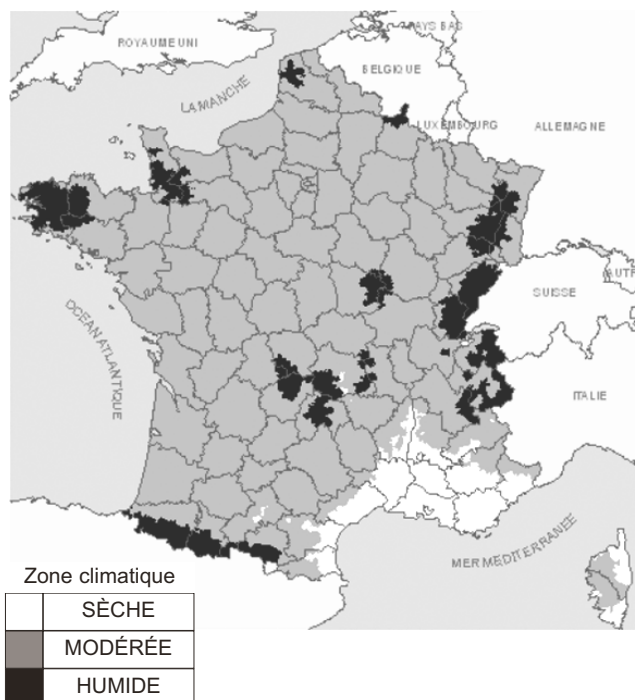 PAYS BAS
ROYAUME UNI
BELGIQUE
LA MANCHE
LUXEMBOURG
ALLEMAGNE
AUTR
SUISSE
OCEAN ATLANTIQUE
ITALIE
MER MEDITERRANEE
Zone climatique
SÈCHE
MODÉRÉE
HUMIDE